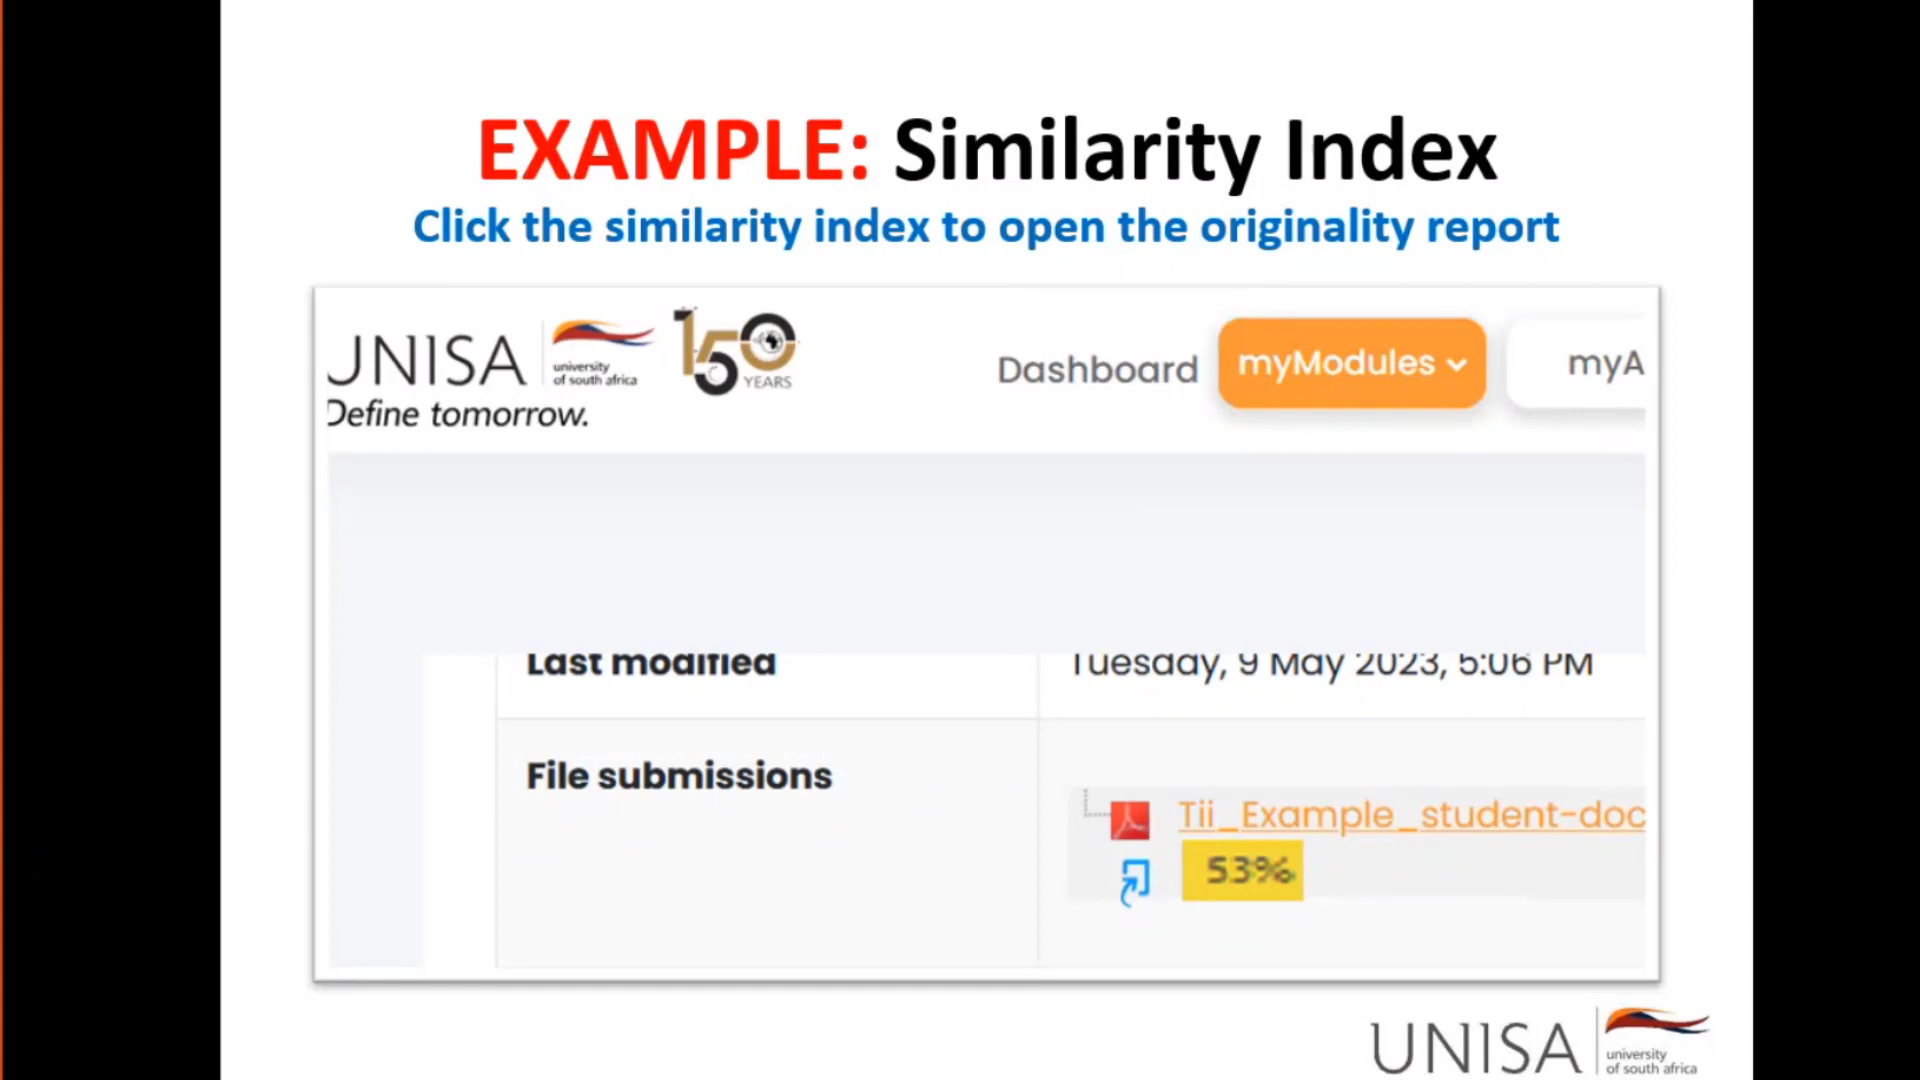 EXAMPLE: Similarity Index
Click the similarity index to open the originality report
UNISA university of south africa
150 YEARS
Define tomorrow.
Dashboard myModules myA
Last modified Tuesday, 9 May 2023, 5:06 PM
File submissions
Tii_Example_student-doc
53%
UNISA university of south africa